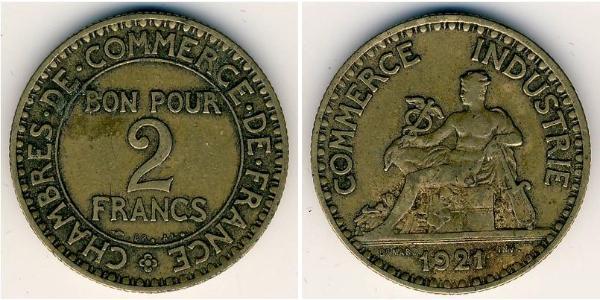 CHAMBRES·DE·COMMERCE·DE·FRANCE
BON POUR
2
FRANCS
COMMERCE INDUSTRIE
1921